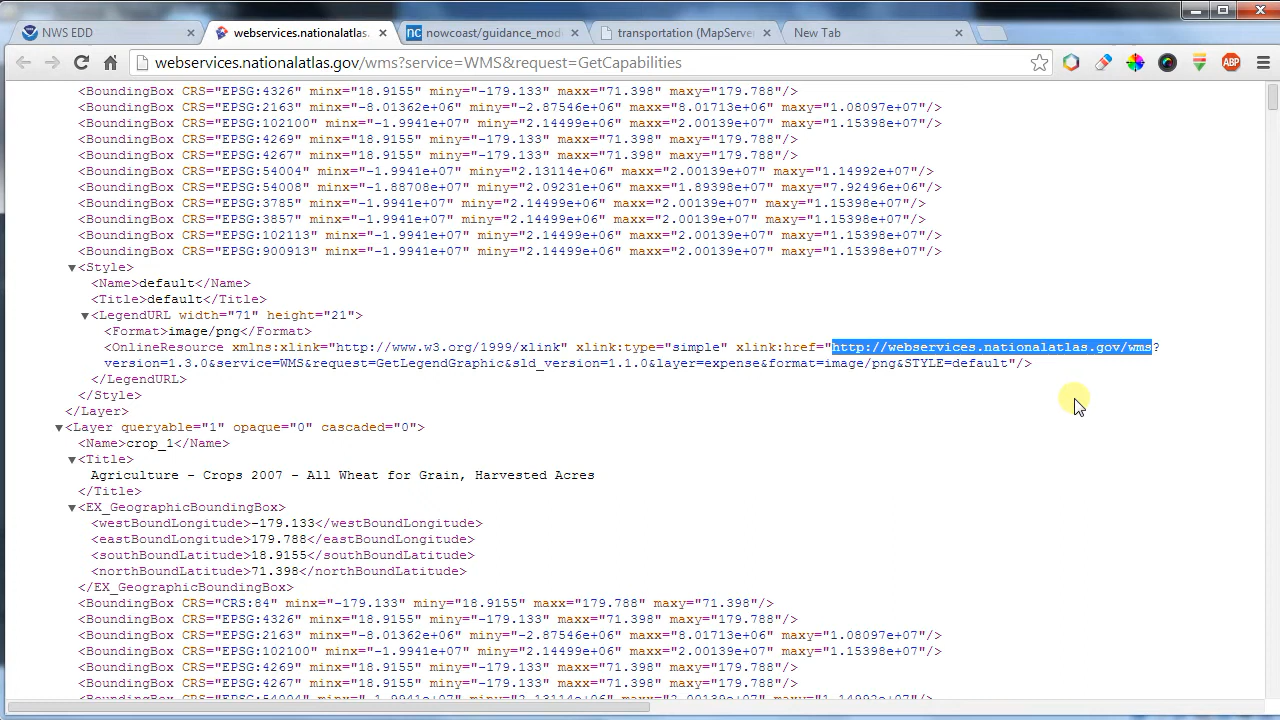 NWS EDD
webservices.nationalatlas.
nowcoast/guidance_mod
transportation (MapServe
New Tab
webservices.nationalatlas.gov/wms?service=WMS&request=GetCapabilities
ABP
<BoundingBox CRS="EPSG:4326" minx="18.9155" miny="-179.133" maxx="71.398" maxy="179.788"/>
<BoundingBox CRS="EPSG:2163" minx="-8.01362e+06" miny="-2.87546e+06" maxx="8.01713e+06" maxy="1.08097e+07"/>
<BoundingBox CRS="EPSG:102100" minx="-1.9941e+07" miny="2.14499e+06" maxx="2.00139e+07" maxy="1.15398e+07"/>
<BoundingBox CRS="EPSG:4269" minx="18.9155" miny="-179.133" maxx="71.398" maxy="179.788"/>
<BoundingBox CRS="EPSG:4267" minx="18.9155" miny="-179.133" maxx="71.398" maxy="179.788"/>
<BoundingBox CRS="EPSG:54004" minx="-1.9941e+07" miny="2.13114e+06" maxx="2.00139e+07" maxy="1.14992e+07"/>
<BoundingBox CRS="EPSG:54008" minx="-1.88708e+07" miny="2.09231e+06" maxx="1.89398e+07" maxy="7.92496e+06"/>
<BoundingBox CRS="EPSG:3785" minx="-1.9941e+07" miny="2.14499e+06" maxx="2.00139e+07" maxy="1.15398e+07"/>
<BoundingBox CRS="EPSG:3857" minx="-1.9941e+07" miny="2.14499e+06" maxx="2.00139e+07" maxy="1.15398e+07"/>
<BoundingBox CRS="EPSG:102113" minx="-1.9941e+07" miny="2.14499e+06" maxx="2.00139e+07" maxy="1.15398e+07"/>
<BoundingBox CRS="EPSG:900913" minx="-1.9941e+07" miny="2.14499e+06" maxx="2.00139e+07" maxy="1.15398e+07"/>
<Style>
<Name>default</Name>
<Title>default</Title>
<LegendURL width="71" height="21">
<Format>image/png</Format>
<OnlineResource xmlns:xlink="http://www.w3.org/1999/xlink" xlink:type="simple" xlink:href="http://webservices.nationalatlas.gov/wms?
version=1.3.0&service=WMS&request=GetLegendGraphic&sld_version=1.1.0&layer=expense&format=image/png&STYLE=default"/>
</LegendURL>
</Style>
</Layer>
<Layer queryable="1" opaque="0" cascaded="0">
<Name>crop_1</Name>
<Title>
Agriculture - Crops 2007 - All Wheat for Grain, Harvested Acres
</Title>
<EX_GeographicBoundingBox>
<westBoundLongitude>-179.133</westBoundLongitude>
<eastBoundLongitude>179.788</eastBoundLongitude>
<southBoundLatitude>18.9155</southBoundLatitude>
<northBoundLatitude>71.398</northBoundLatitude>
</EX_GeographicBoundingBox>
<BoundingBox CRS="CRS:84" minx="-179.133" miny="18.9155" maxx="179.788" maxy="71.398"/>
<BoundingBox CRS="EPSG:4326" minx="18.9155" miny="-179.133" maxx="71.398" maxy="179.788"/>
<BoundingBox CRS="EPSG:2163" minx="-8.01362e+06" miny="-2.87546e+06" maxx="8.01713e+06" maxy="1.08097e+07"/>
<BoundingBox CRS="EPSG:102100" minx="-1.9941e+07" miny="2.14499e+06" maxx="2.00139e+07" maxy="1.15398e+07"/>
<BoundingBox CRS="EPSG:4269" minx="18.9155" miny="-179.133" maxx="71.398" maxy="179.788"/>
<BoundingBox CRS="EPSG:4267" minx="18.9155" miny="-179.133" maxx="71.398" maxy="179.788"/>
<BoundingBox CRS="EPSG:54004" minx="-1.9941e+07" miny="2.13114e+06" maxx="2.00139e+07" maxy="1.14992e+07"/>